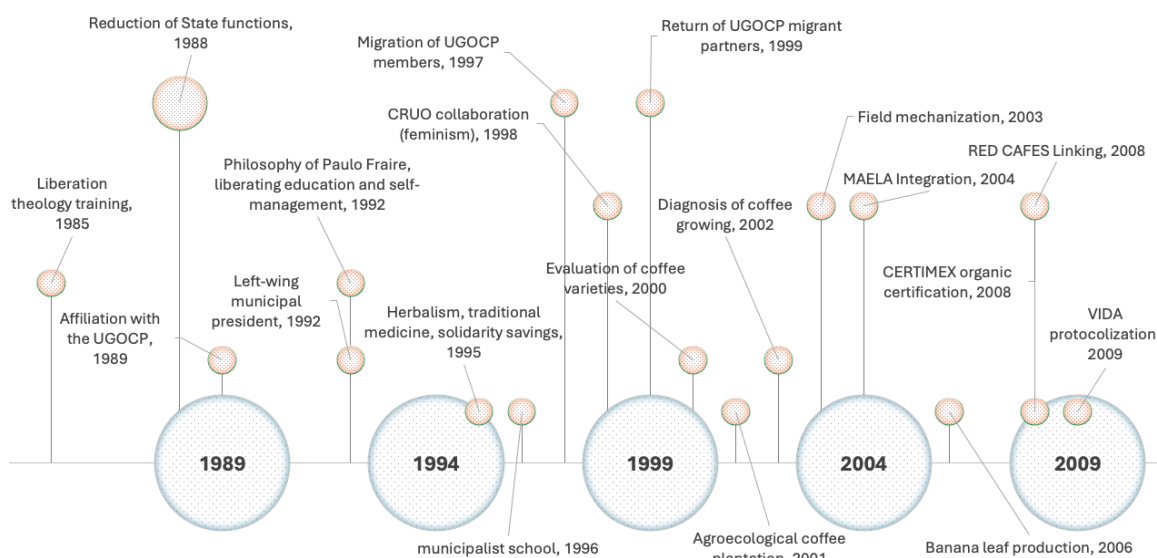 Reduction of State functions,
1988
Liberation
theology training,
1985
Affiliation with
the UGOCP,
1989
Philosophy of Paulo Fraire,
liberating education and self-
management, 1992
Left-wing
municipal
president, 1992
Migration of UGOCP
members, 1997
CRUO collaboration
(feminism), 1998
Herbalism, traditional
medicine, solidarity savings,
1995
Return of UGOCP migrant
partners, 1999
Evaluation of coffee
varieties, 2000
Diagnosis of coffee
growing, 2002
Field mechanization, 2003
MAELA Integration, 2004
RED CAFES Linking, 2008
CERTIMEX organic
certification, 2008
VIDA
protocolization
2009
1989
1994
1999
2004
2009
municipalist school, 1996
Agroecological coffee
plantation, 2001
Banana leaf production, 2006